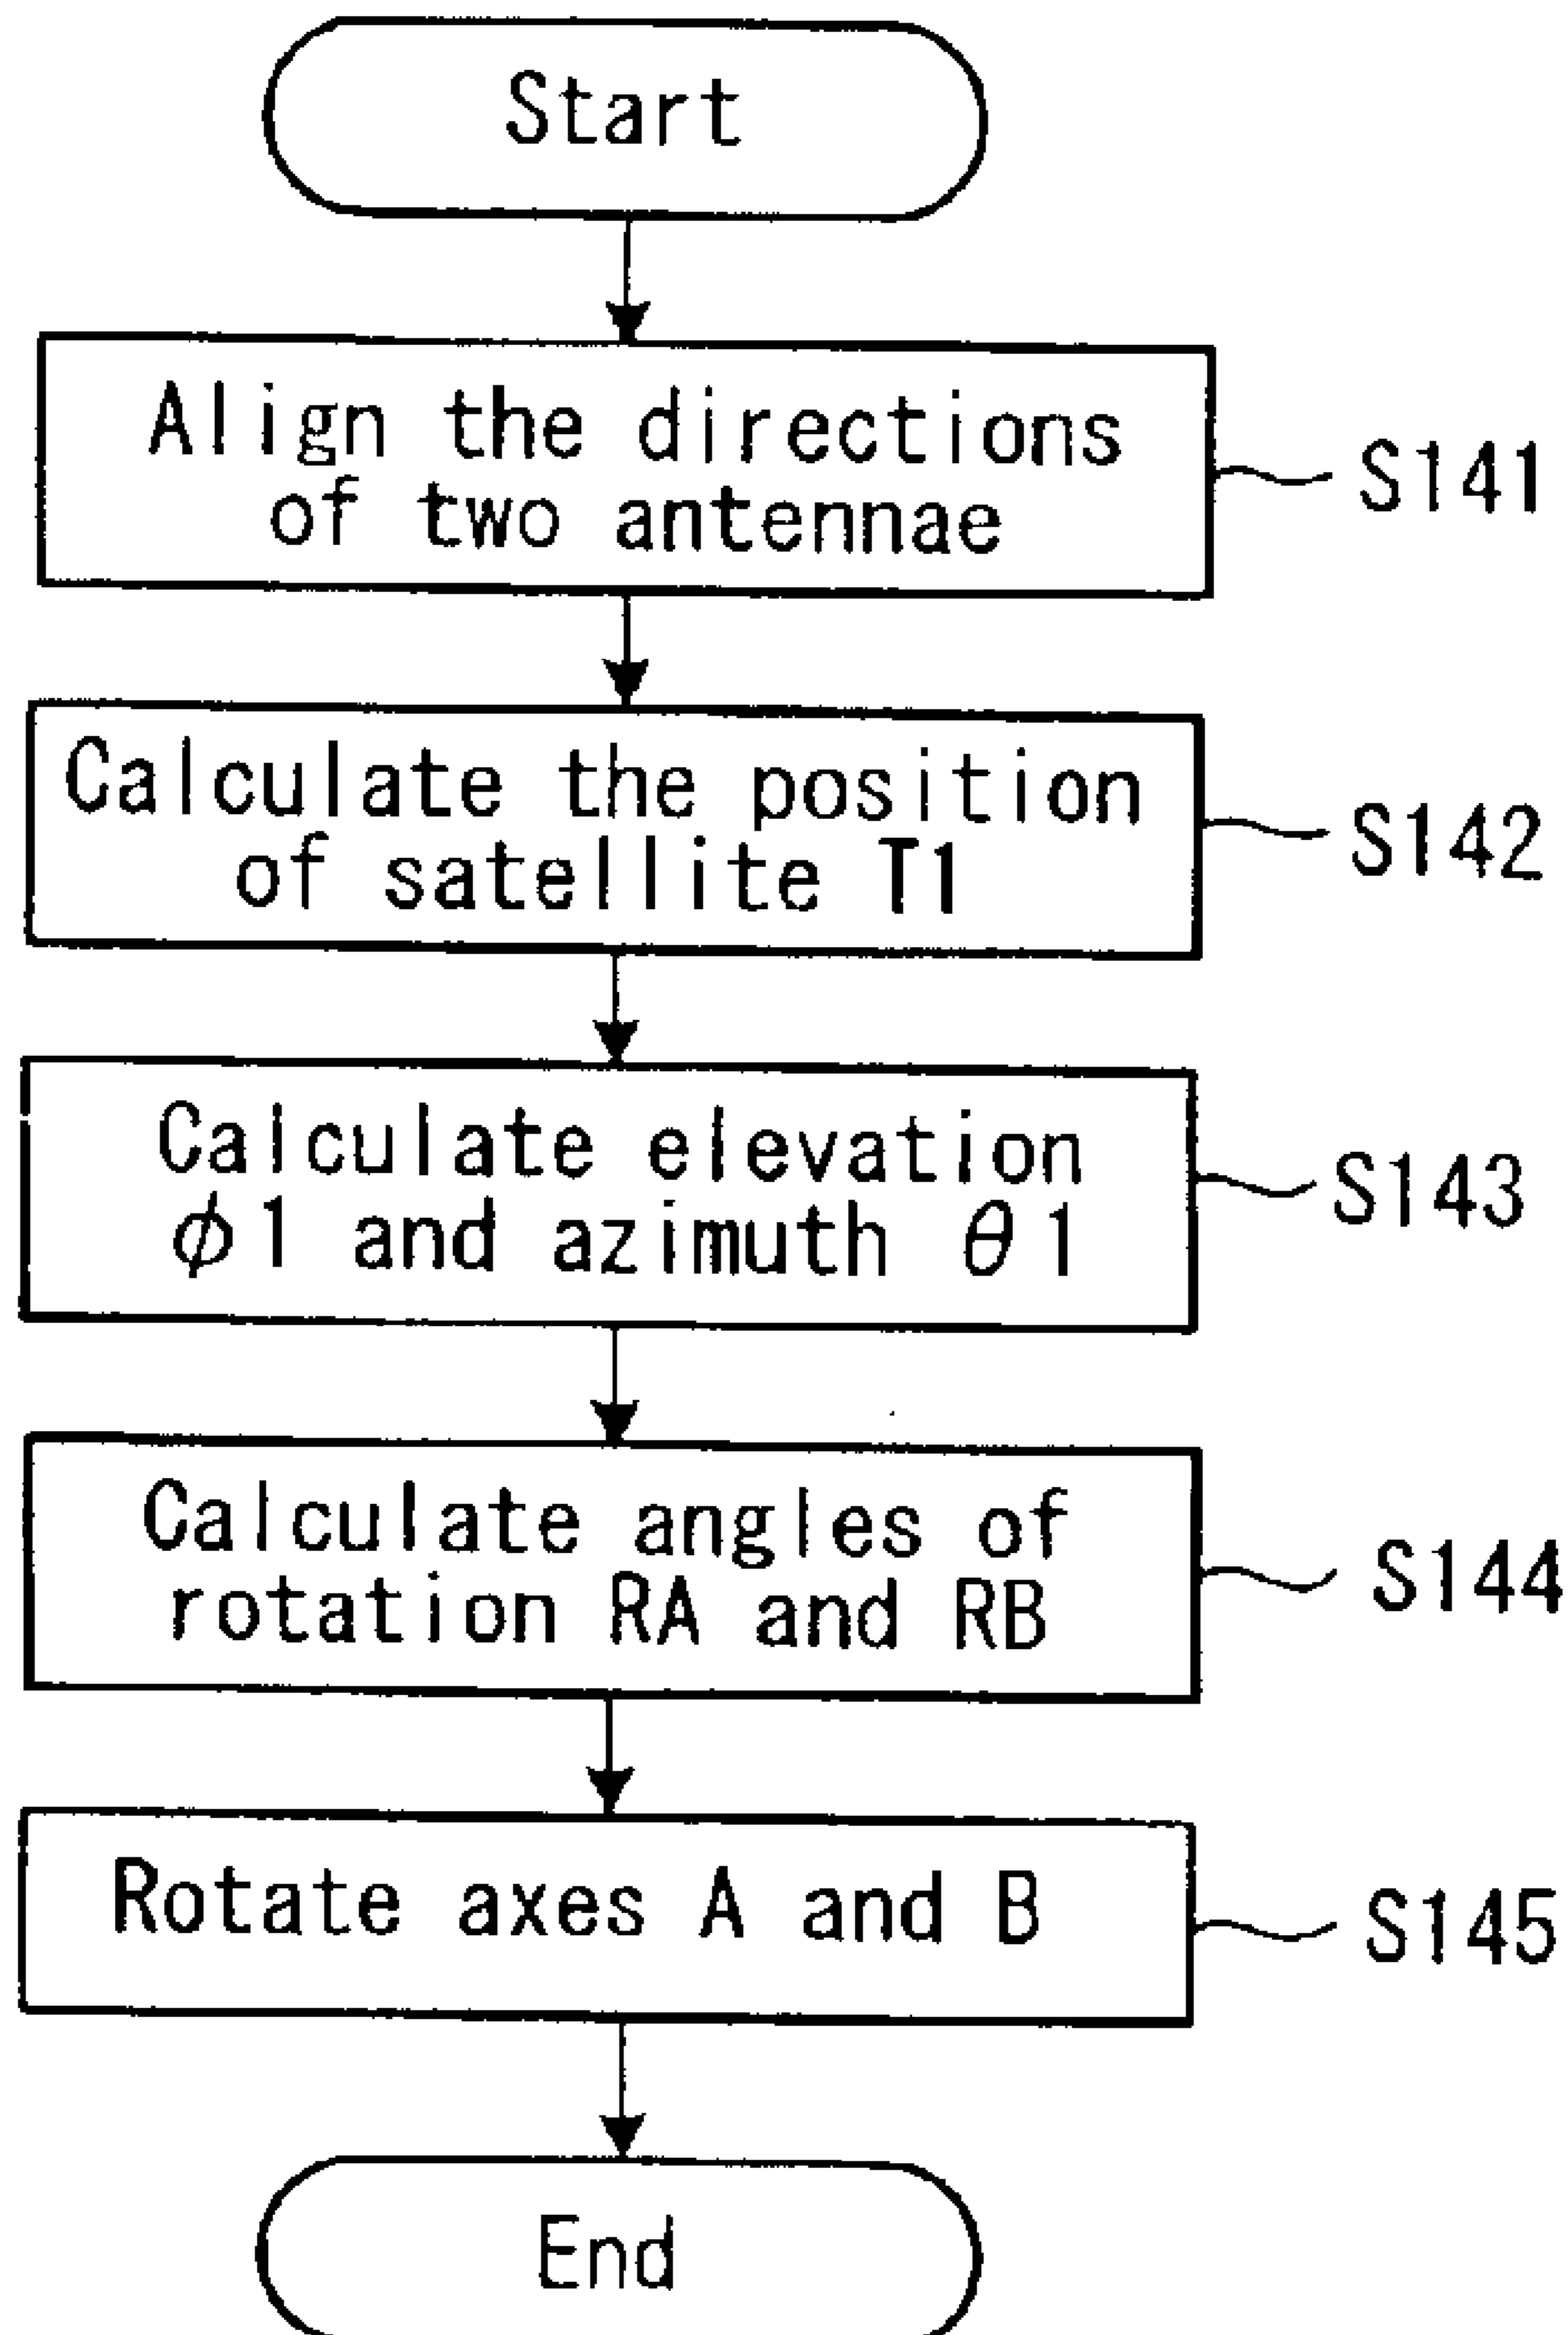 Start
Align the directions
of two antennae
S141
Calculate the position
of satellite T1
S142
Calculate elevation
φ1 and azimuth θ1
S143
Calculate angles of
rotation RA and RB
S144
Rotate axes A and B
S145
End